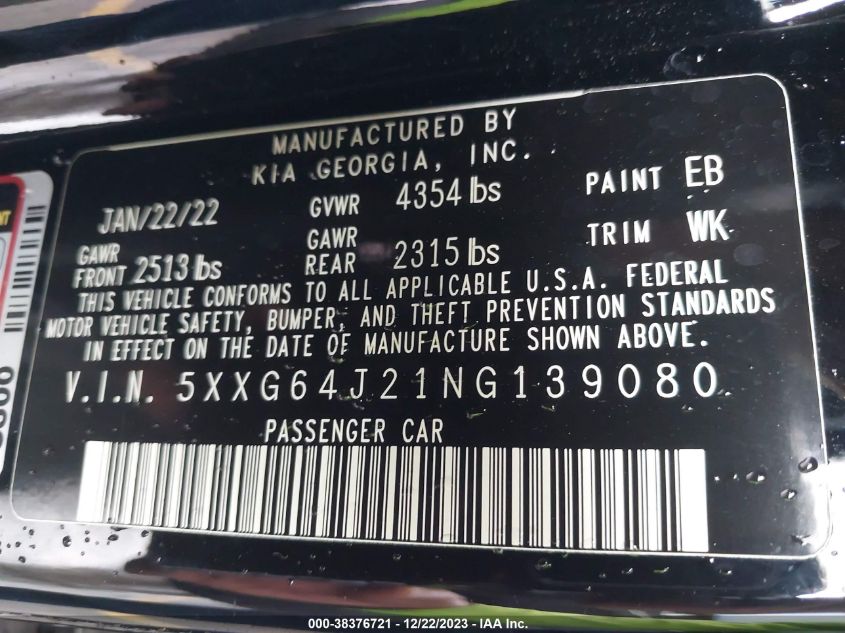 MANUFACTURED BY
KIA GEORGIA, INC.
JAN/22/22 GVWR 4354 lbs PAINT EB
GAWR FRONT 2513 lbs GAWR REAR 2315 lbs TRIM WK
THIS VEHICLE CONFORMS TO ALL APPLICABLE U.S.A. FEDERAL
MOTOR VEHICLE SAFETY, BUMPER, AND THEFT PREVENTION STANDARDS
IN EFFECT ON THE DATE OF MANUFACTURE SHOWN ABOVE.
V.I.N. 5XXG64J21NG139080
PASSENGER CAR
000-38376721 - 12/22/2023 - IAA Inc.